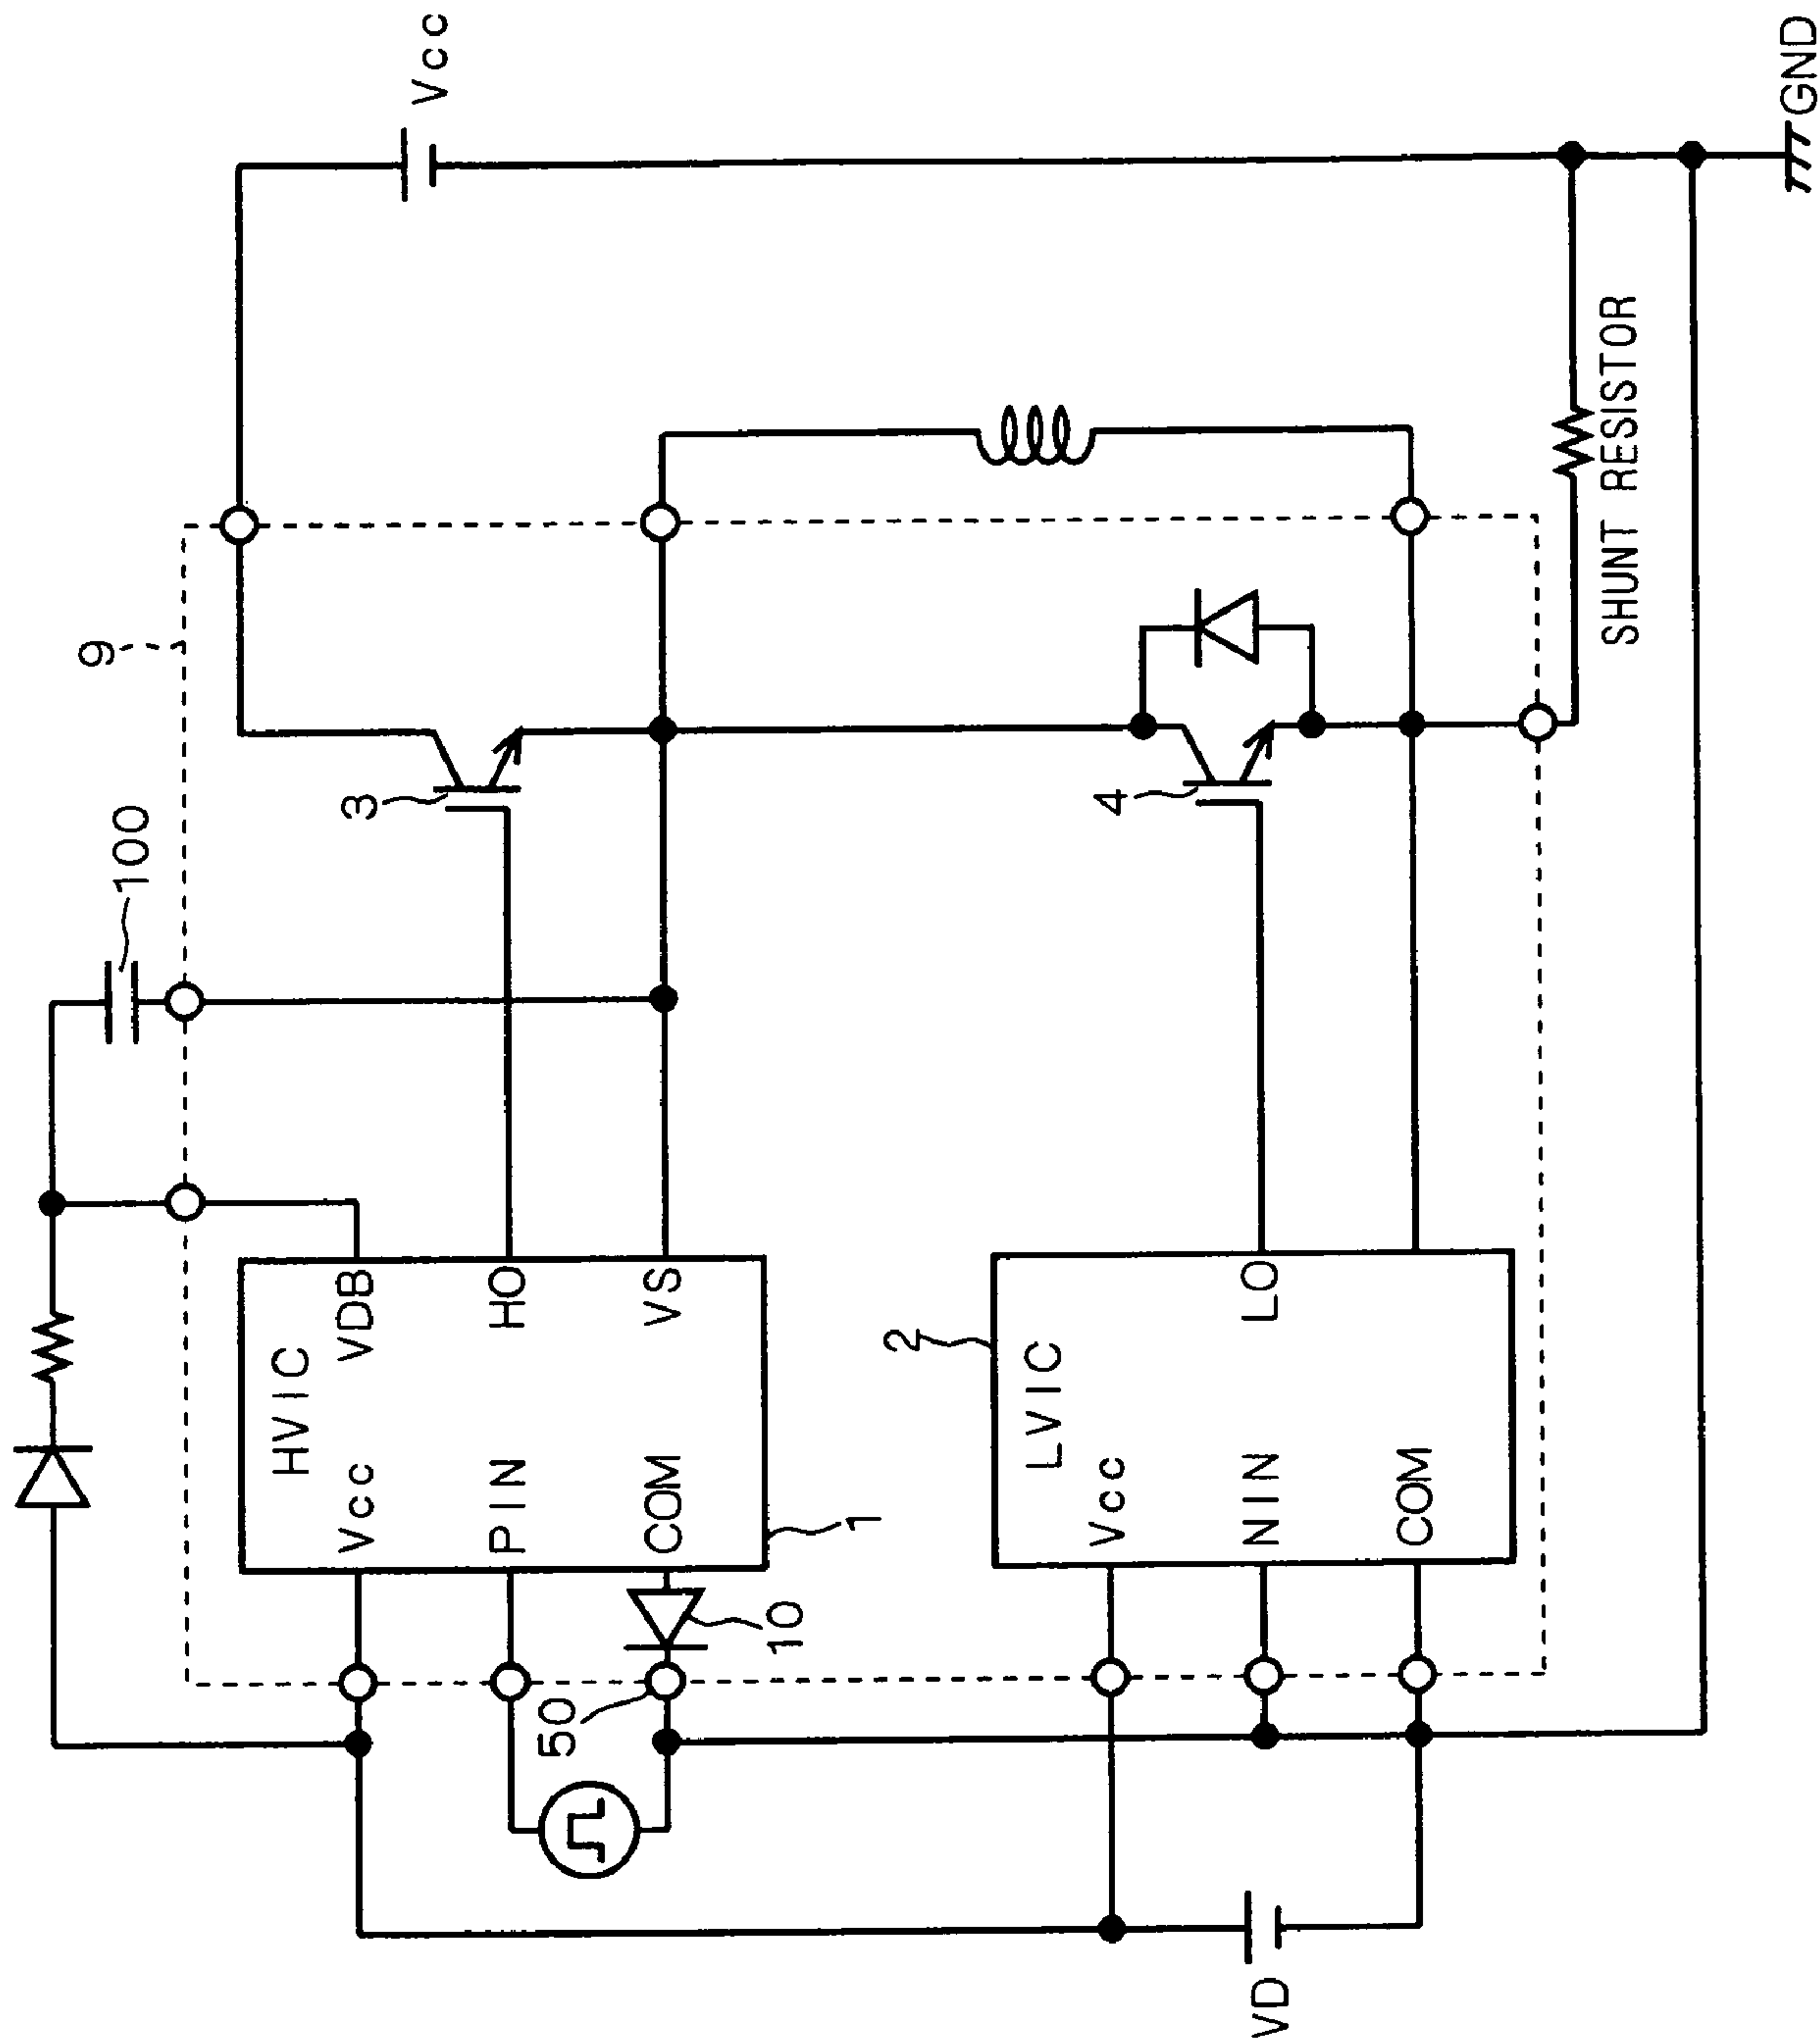 9
100
Vcc
HVIC
Vcc
VDB
PIN
HO
COM
VS
1
10
50
3
2
LVIC
Vcc
NIN
LO
COM
4
VD
SHUNT RESISTOR
GND